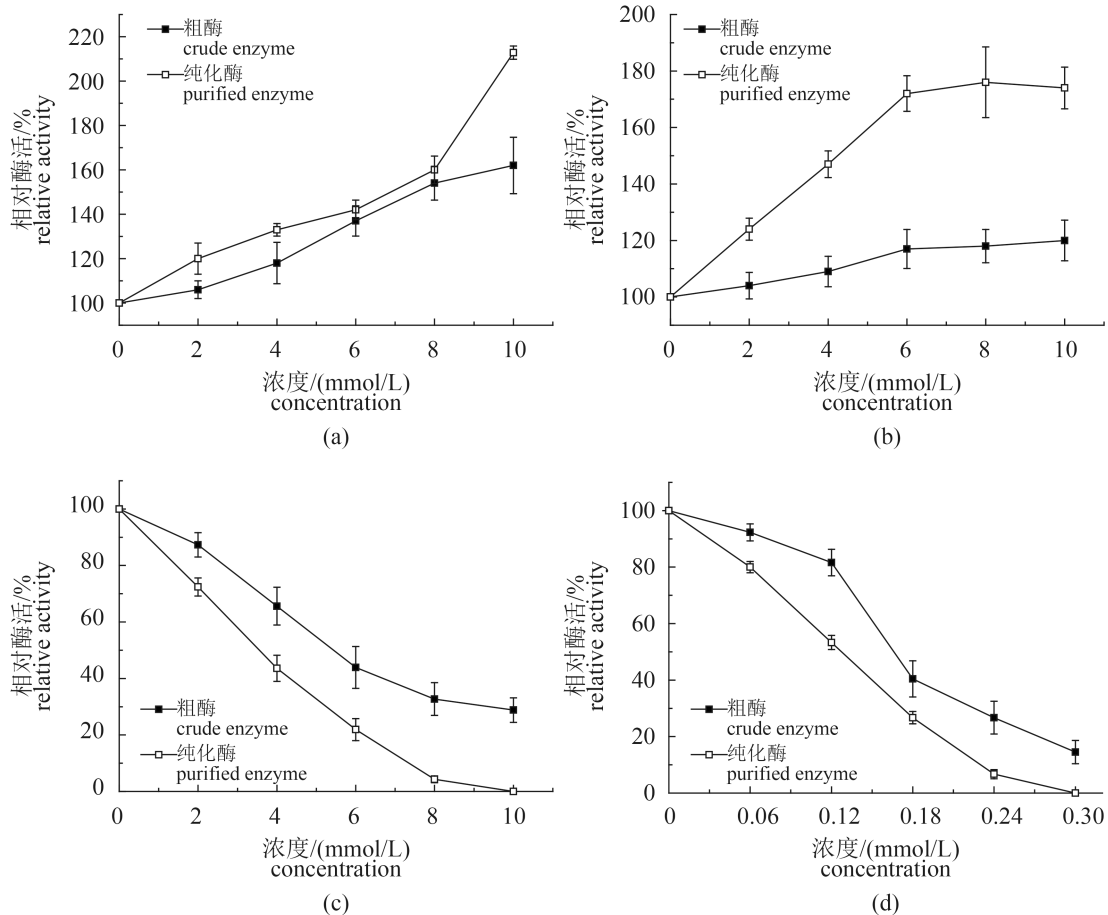 220
200
180
160
140
120
100
相对酶活/%
relative activity
粗酶
crude enzyme
纯化酶
purified enzyme
0 2 4 6 8 10
浓度/(mmol/L)
concentration
(a)
200
180
160
140
120
100
相对酶活/%
relative activity
粗酶
crude enzyme
纯化酶
purified enzyme
0 2 4 6 8 10
浓度/(mmol/L)
concentration
(b)
100
80
60
40
20
0
相对酶活/%
relative activity
粗酶
crude enzyme
纯化酶
purified enzyme
0 2 4 6 8 10
浓度/(mmol/L)
concentration
(c)
100
80
60
40
20
0
相对酶活/%
relative activity
粗酶
crude enzyme
纯化酶
purified enzyme
0 0.06 0.12 0.18 0.24 0.30
浓度/(mmol/L)
concentration
(d)